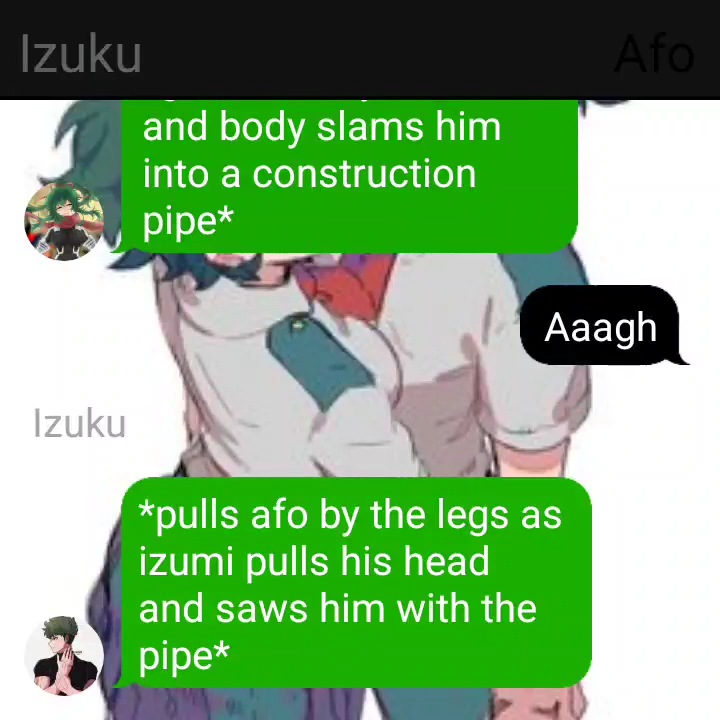 Izuku
Afo
and body slams him
into a construction
pipe*
Aaagh
Izuku
*pulls afo by the legs as
izumi pulls his head
and saws him with the
pipe*